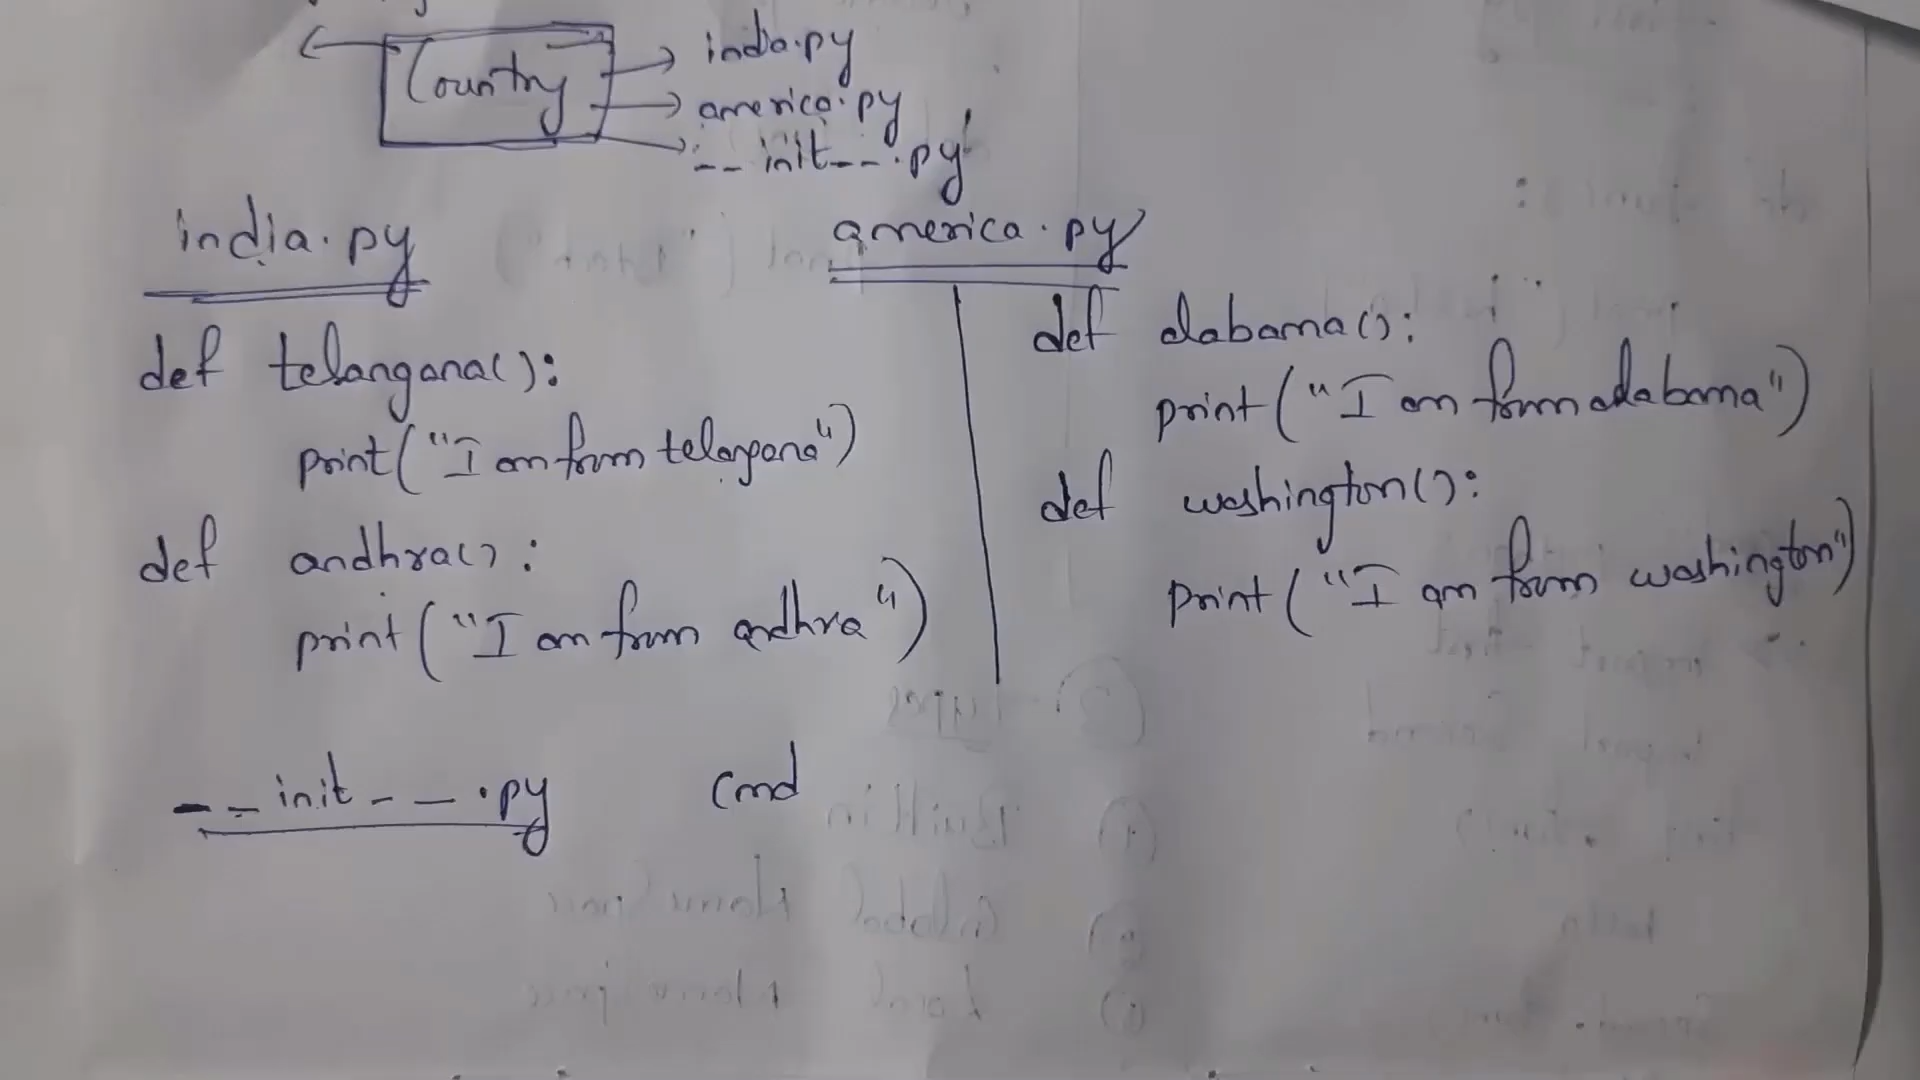 Country
india.py
america.py
__init__.py
india.py
def telangana():
print("I am from telangana")
def andhra():
print("I am from andhra")
america.py
def alabama():
print("I am from alabama")
def washington():
print("I am from washington")
__init__.py
cmd